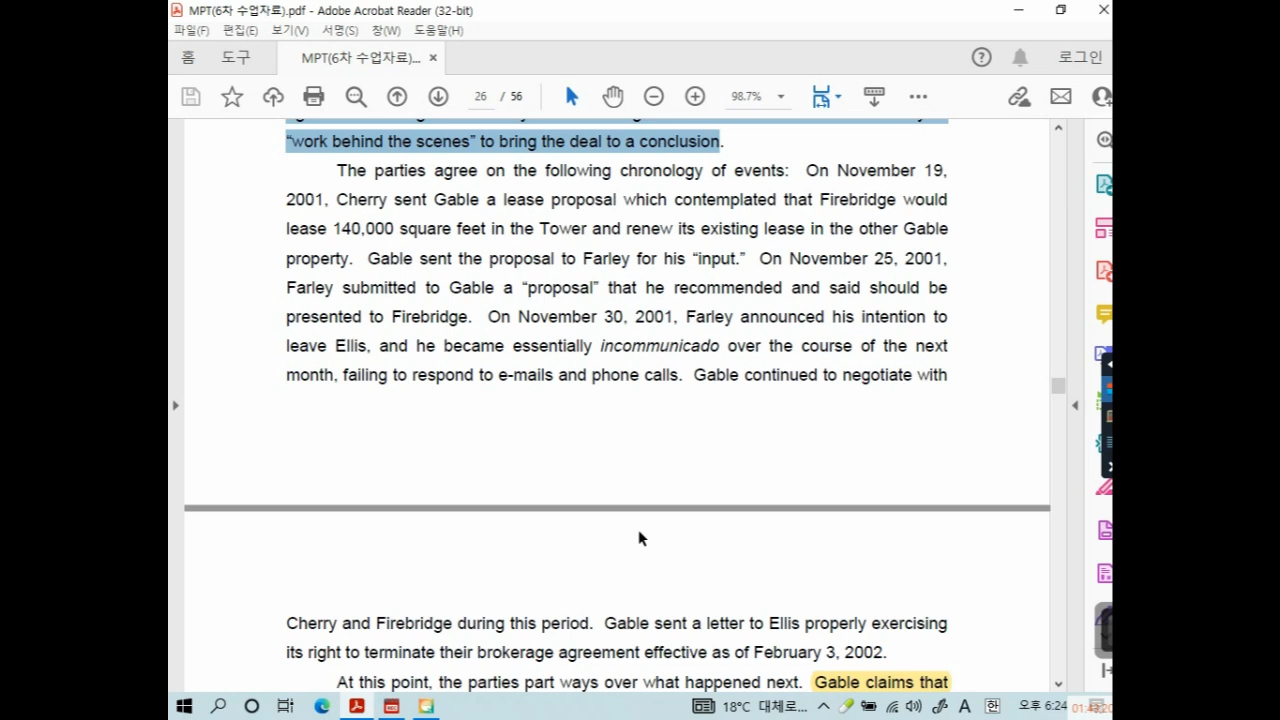 MPT(6차 수업자료).pdf - Adobe Acrobat Reader (32-bit)
파일(F) 편집(E) 보기(V) 서명(S) 창(W) 도움말(H)
홈 도구 MPT(6차 수업자료)... × 로그인
26 / 56 98.7%
"work behind the scenes" to bring the deal to a conclusion.
The parties agree on the following chronology of events: On November 19,
2001, Cherry sent Gable a lease proposal which contemplated that Firebridge would
lease 140,000 square feet in the Tower and renew its existing lease in the other Gable
property. Gable sent the proposal to Farley for his "input." On November 25, 2001,
Farley submitted to Gable a "proposal" that he recommended and said should be
presented to Firebridge. On November 30, 2001, Farley announced his intention to
leave Ellis, and he became essentially incommunicado over the course of the next
month, failing to respond to e-mails and phone calls. Gable continued to negotiate with
Cherry and Firebridge during this period. Gable sent a letter to Ellis properly exercising
its right to terminate their brokerage agreement effective as of February 3, 2002.
At this point, the parties part ways over what happened next. Gable claims that
18°C 대체로... A 한 오후 6:24